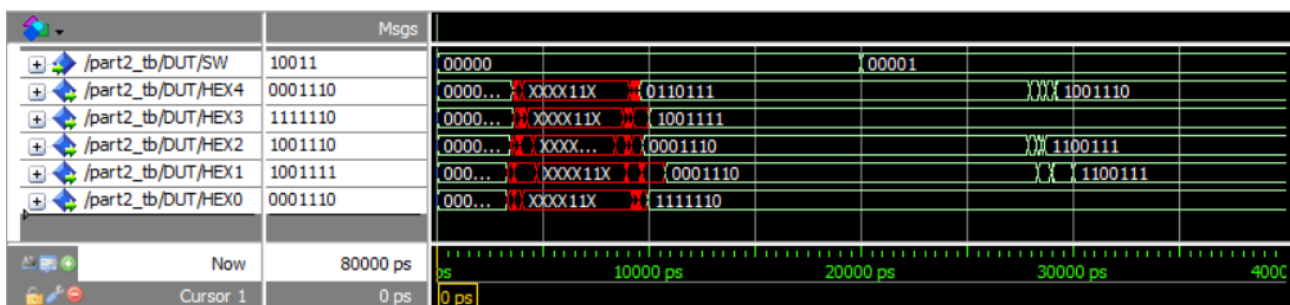 Msgs
/part2_tb/DUT/SW 10011 00000 00001
/part2_tb/DUT/HEX4 0001110 0000... XXXX11X 0110111 1001110
/part2_tb/DUT/HEX3 1111110 0000... XXXX11X 1001111
/part2_tb/DUT/HEX2 1001110 0000... XXXX... 0001110 1100111
/part2_tb/DUT/HEX1 1001111 000... XXXX11X 0001110 1100111
/part2_tb/DUT/HEX0 0001110 000... XXXX11X 1111110
Now 80000 ps ps 10000 ps 20000 ps 30000 ps 4000
Cursor 1 0 ps 0 ps